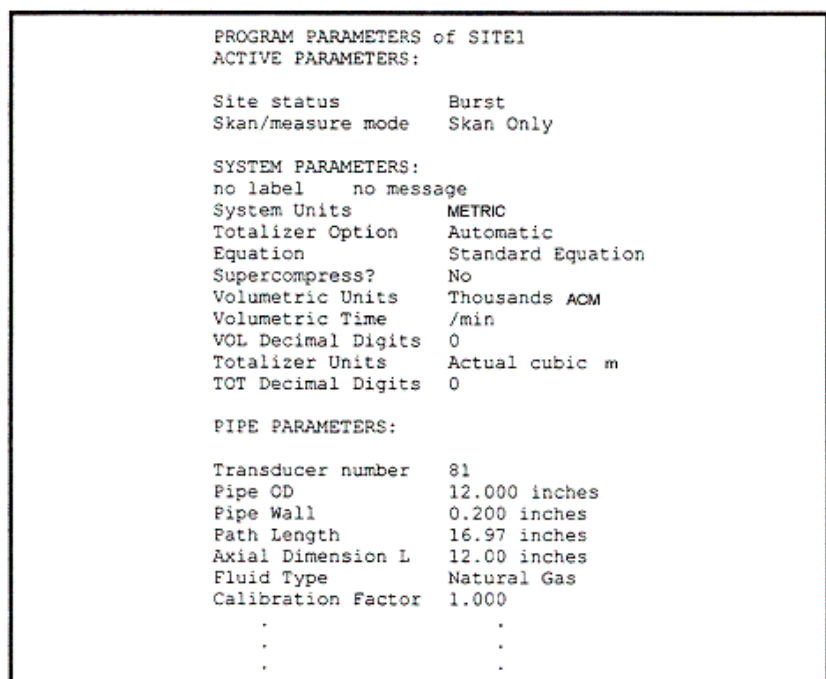 PROGRAM PARAMETERS of SITE1
ACTIVE PARAMETERS:
Site status Burst
Skan/measure mode Skan Only
SYSTEM PARAMETERS:
no label no message
System Units METRIC
Totalizer Option Automatic
Equation Standard Equation
Supercompress? No
Volumetric Units Thousands ACM
Volumetric Time /min
VOL Decimal Digits 0
Totalizer Units Actual cubic m
TOT Decimal Digits 0
PIPE PARAMETERS:
Transducer number 81
Pipe OD 12.000 inches
Pipe Wall 0.200 inches
Path Length 16.97 inches
Axial Dimension L 12.00 inches
Fluid Type Natural Gas
Calibration Factor 1.000
. .
. .
. .